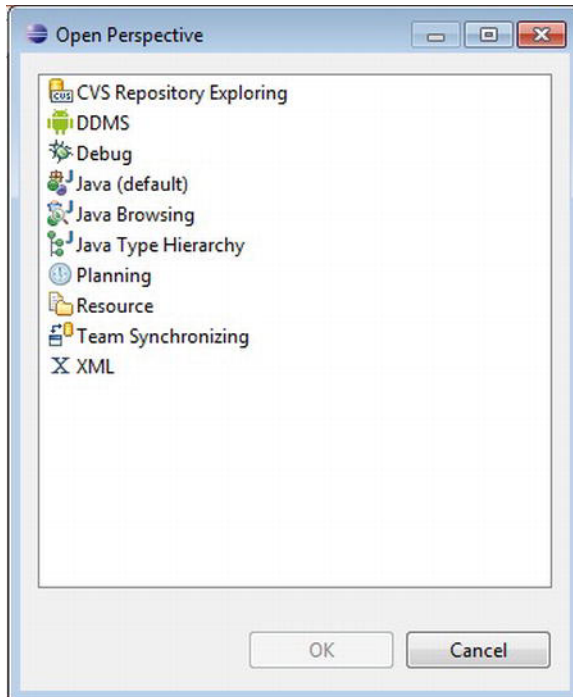 Open Perspective
CVS Repository Exploring
DDMS
Debug
Java (default)
Java Browsing
Java Type Hierarchy
Planning
Resource
Team Synchronizing
XML
OK
Cancel